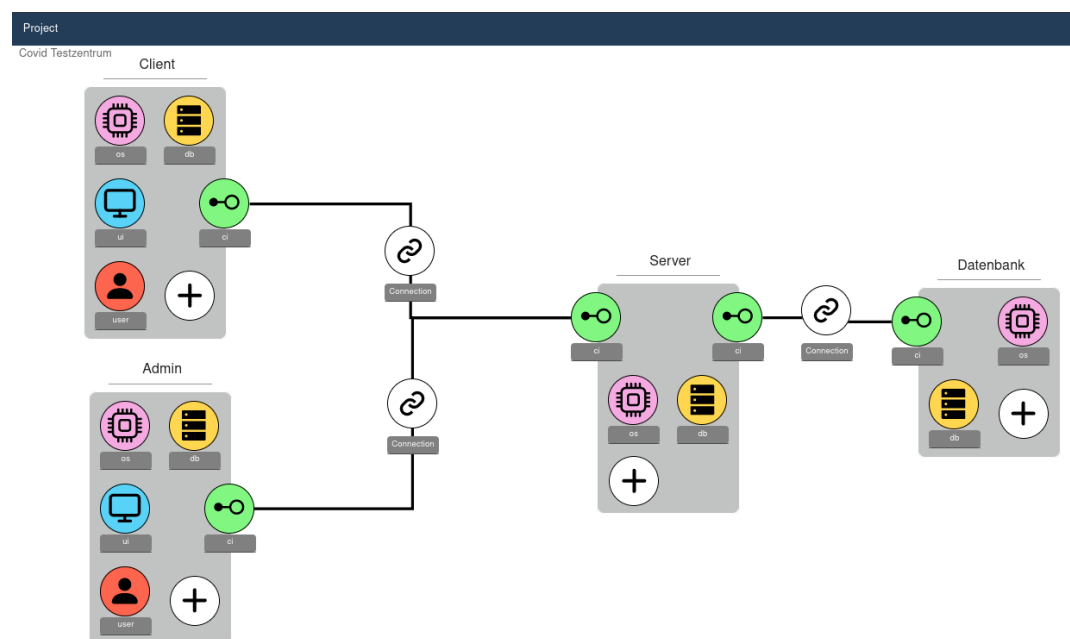 Project
Covid Testzentrum
Client
os
db
ui
ci
user
Connection
Admin
os
db
ui
ci
user
Connection
Server
ci
ci
os
db
Connection
Datenbank
ci
os
db